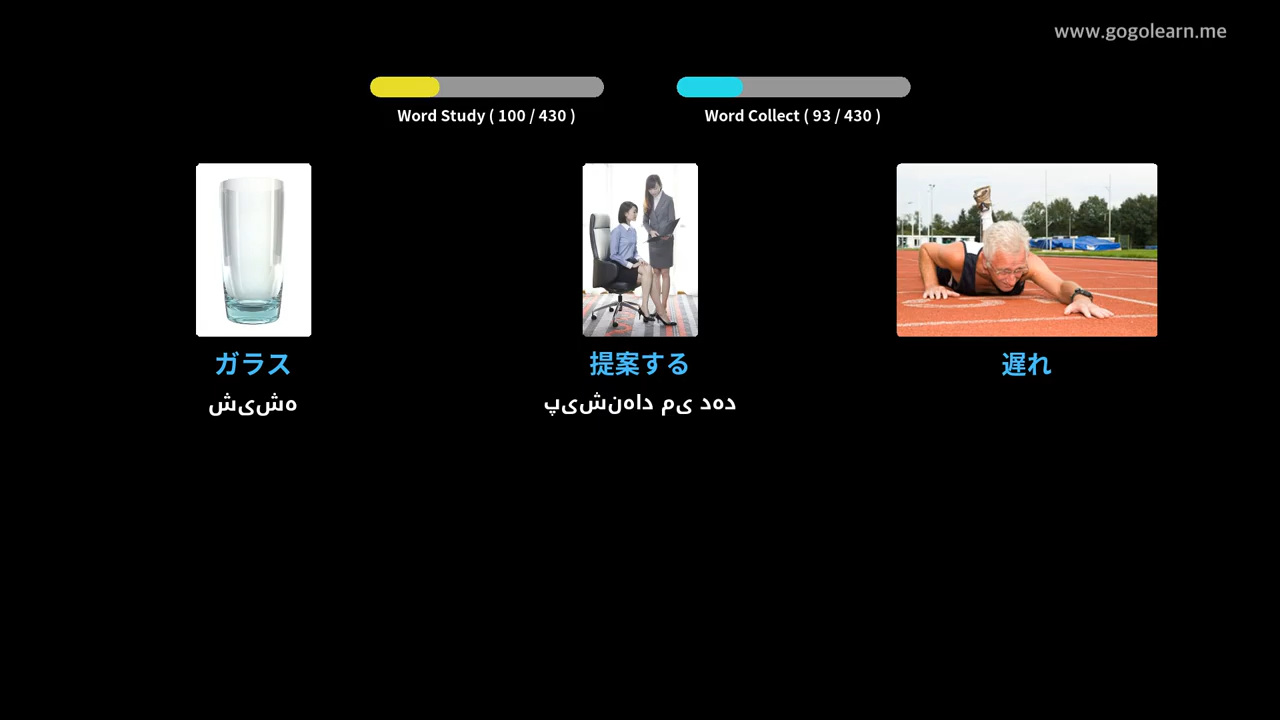 www.gogolearn.me
Word Study ( 100 / 430 )
Word Collect ( 93 / 430 )
ガラス
提案する
遅れ
شیشه
پیشنهاد می دهد